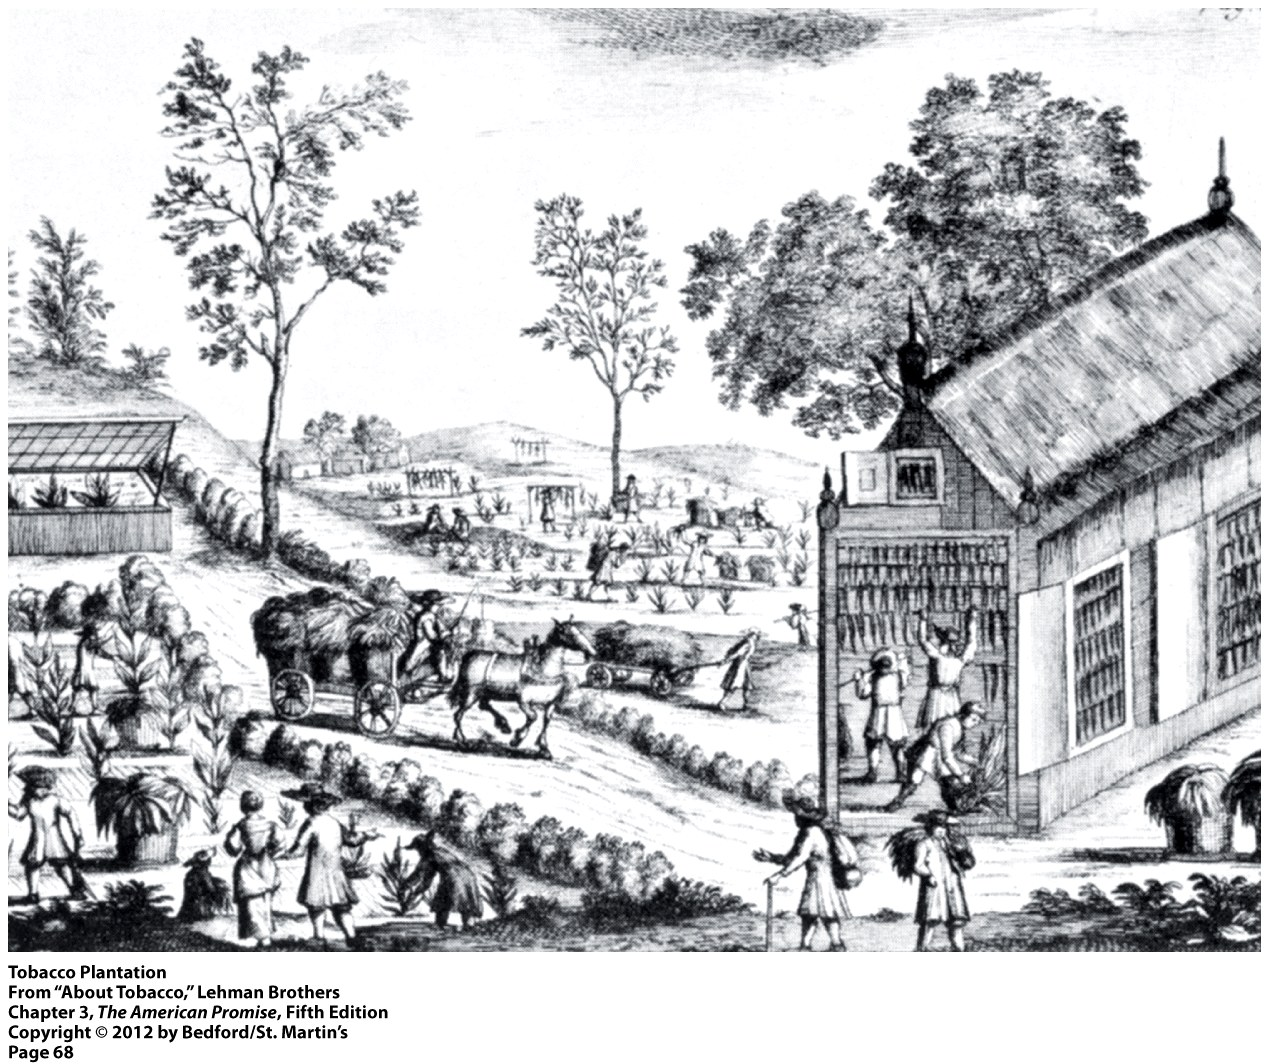 Tobacco Plantation
From “About Tobacco,” Lehman Brothers
Chapter 3, The American Promise, Fifth Edition
Copyright © 2012 by Bedford/St. Martin’s
Page 68